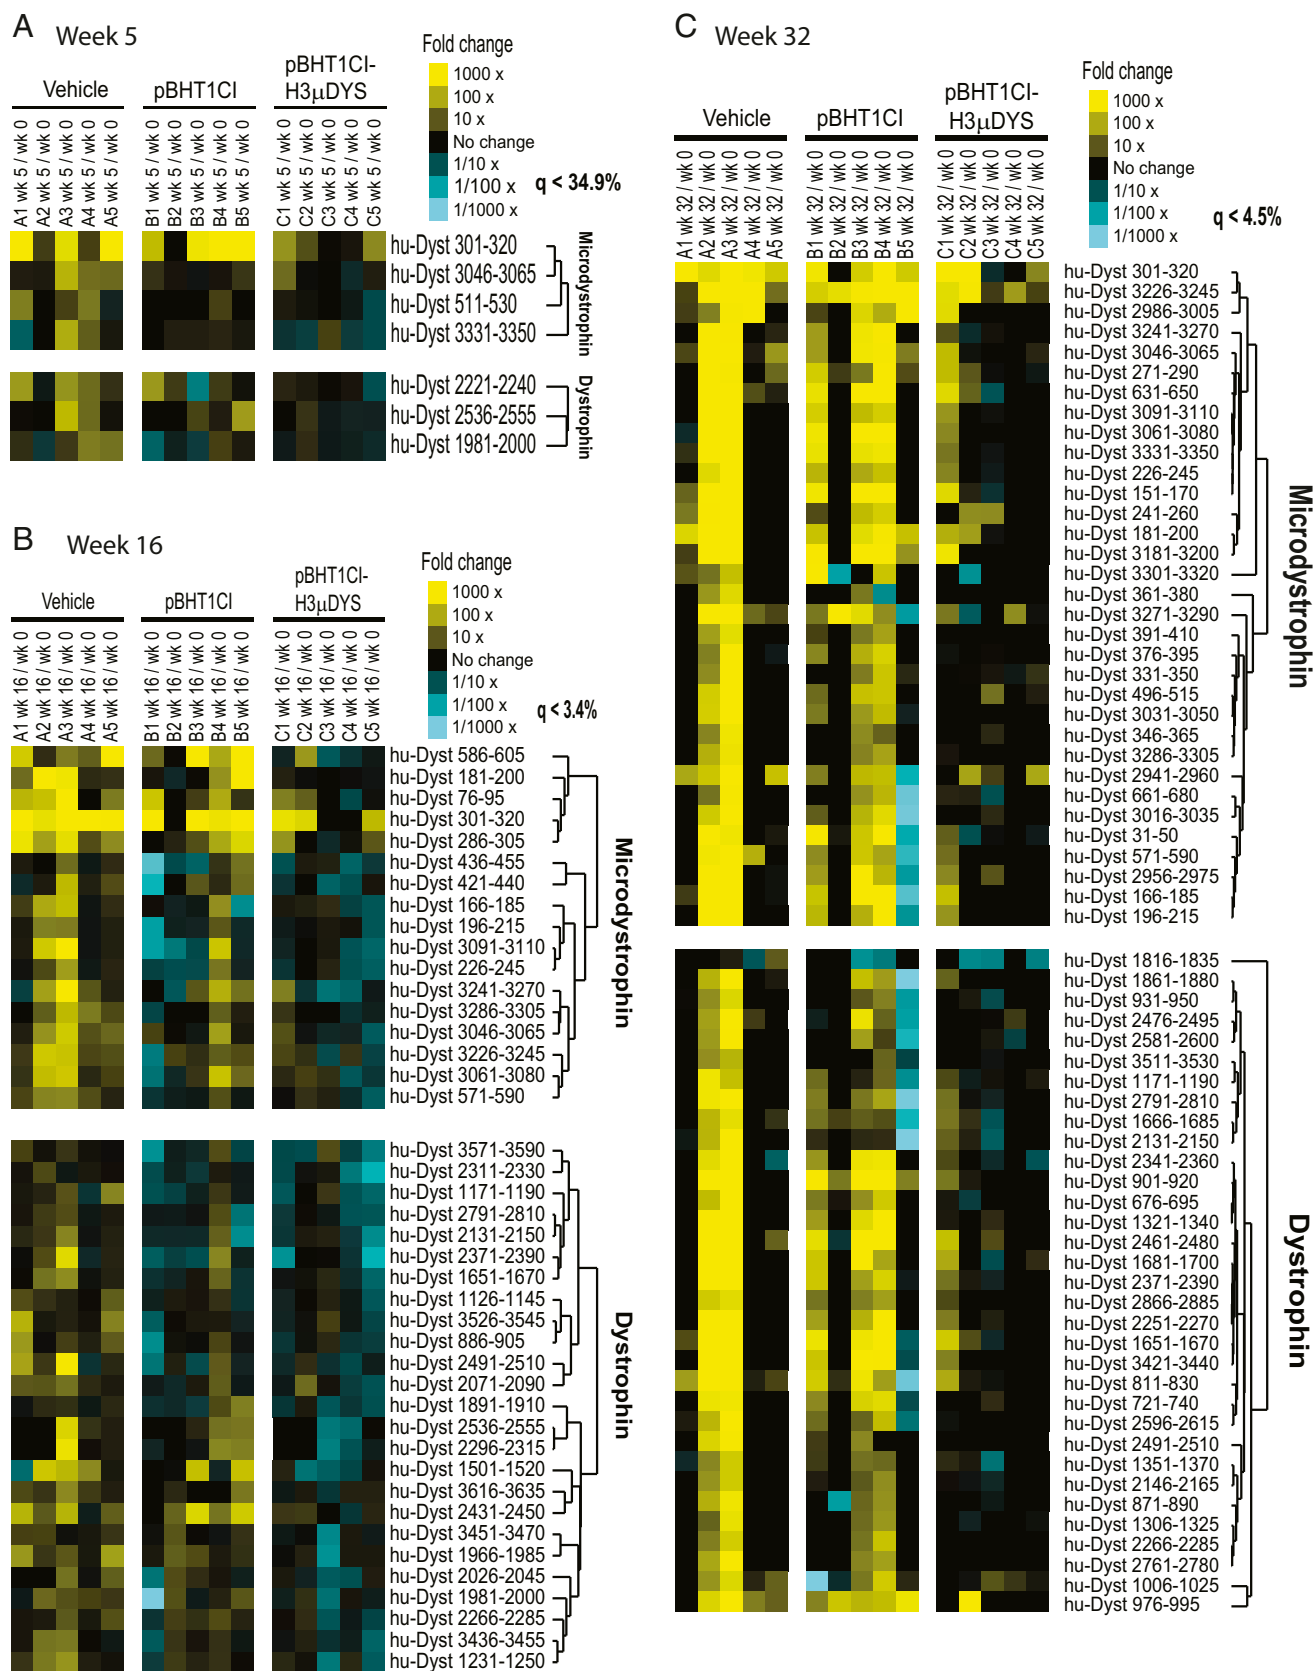 A Week 5
Vehicle
pBHT1CI
pBHT1CI-
H3μDYS
Fold change
1000 x
100 x
10 x
No change
1/10 x
1/100 x
1/1000 x
q < 34.9%
A1 wk 5 / wk 0
A2 wk 5 / wk 0
A3 wk 5 / wk 0
A4 wk 5 / wk 0
A5 wk 5 / wk 0
B1 wk 5 / wk 0
B2 wk 5 / wk 0
B3 wk 5 / wk 0
B4 wk 5 / wk 0
B5 wk 5 / wk 0
C1 wk 5 / wk 0
C2 wk 5 / wk 0
C3 wk 5 / wk 0
C4 wk 5 / wk 0
C5 wk 5 / wk 0
hu-Dyst 301-320
hu-Dyst 3046-3065
hu-Dyst 511-530
hu-Dyst 3331-3350
Microdystrophin
hu-Dyst 2221-2240
hu-Dyst 2536-2555
hu-Dyst 1981-2000
Dystrophin
B Week 16
Vehicle
pBHT1CI
pBHT1CI-
H3μDYS
Fold change
1000 x
100 x
10 x
No change
1/10 x
1/100 x
1/1000 x
q < 3.4%
A1 wk 16 / wk 0
A2 wk 16 / wk 0
A3 wk 16 / wk 0
A4 wk 16 / wk 0
A5 wk 16 / wk 0
B1 wk 16 / wk 0
B2 wk 16 / wk 0
B3 wk 16 / wk 0
B4 wk 16 / wk 0
B5 wk 16 / wk 0
C1 wk 16 / wk 0
C2 wk 16 / wk 0
C3 wk 16 / wk 0
C4 wk 16 / wk 0
C5 wk 16 / wk 0
hu-Dyst 586-605
hu-Dyst 181-200
hu-Dyst 76-95
hu-Dyst 301-320
hu-Dyst 286-305
hu-Dyst 436-455
hu-Dyst 421-440
hu-Dyst 166-185
hu-Dyst 196-215
hu-Dyst 3091-3110
hu-Dyst 226-245
hu-Dyst 3241-3270
hu-Dyst 3286-3305
hu-Dyst 3046-3065
hu-Dyst 3226-3245
hu-Dyst 3061-3080
hu-Dyst 571-590
Microdystrophin
hu-Dyst 3571-3590
hu-Dyst 2311-2330
hu-Dyst 1171-1190
hu-Dyst 2791-2810
hu-Dyst 2131-2150
hu-Dyst 2371-2390
hu-Dyst 1651-1670
hu-Dyst 1126-1145
hu-Dyst 3526-3545
hu-Dyst 886-905
hu-Dyst 2491-2510
hu-Dyst 2071-2090
hu-Dyst 1891-1910
hu-Dyst 2536-2555
hu-Dyst 2296-2315
hu-Dyst 1501-1520
hu-Dyst 3616-3635
hu-Dyst 2431-2450
hu-Dyst 3451-3470
hu-Dyst 1966-1985
hu-Dyst 2026-2045
hu-Dyst 1981-2000
hu-Dyst 2266-2285
hu-Dyst 3436-3455
hu-Dyst 1231-1250
Dystrophin
C Week 32
Vehicle
pBHT1CI
pBHT1CI-
H3μDYS
Fold change
1000 x
100 x
10 x
No change
1/10 x
1/100 x
1/1000 x
q < 4.5%
A1 wk 32 / wk 0
A2 wk 32 / wk 0
A3 wk 32 / wk 0
A4 wk 32 / wk 0
A5 wk 32 / wk 0
B1 wk 32 / wk 0
B2 wk 32 / wk 0
B3 wk 32 / wk 0
B4 wk 32 / wk 0
B5 wk 32 / wk 0
C1 wk 32 / wk 0
C2 wk 32 / wk 0
C3 wk 32 / wk 0
C4 wk 32 / wk 0
C5 wk 32 / wk 0
hu-Dyst 301-320
hu-Dyst 3226-3245
hu-Dyst 2986-3005
hu-Dyst 3241-3270
hu-Dyst 3046-3065
hu-Dyst 271-290
hu-Dyst 631-650
hu-Dyst 3091-3110
hu-Dyst 3061-3080
hu-Dyst 3331-3350
hu-Dyst 226-245
hu-Dyst 151-170
hu-Dyst 241-260
hu-Dyst 181-200
hu-Dyst 3181-3200
hu-Dyst 3301-3320
hu-Dyst 361-380
hu-Dyst 3271-3290
hu-Dyst 391-410
hu-Dyst 376-395
hu-Dyst 331-350
hu-Dyst 496-515
hu-Dyst 3031-3050
hu-Dyst 346-365
hu-Dyst 3286-3305
hu-Dyst 2941-2960
hu-Dyst 661-680
hu-Dyst 3016-3035
hu-Dyst 31-50
hu-Dyst 571-590
hu-Dyst 2956-2975
hu-Dyst 166-185
hu-Dyst 196-215
Microdystrophin
hu-Dyst 1816-1835
hu-Dyst 1861-1880
hu-Dyst 931-950
hu-Dyst 2476-2495
hu-Dyst 2581-2600
hu-Dyst 3511-3530
hu-Dyst 1171-1190
hu-Dyst 2791-2810
hu-Dyst 1666-1685
hu-Dyst 2131-2150
hu-Dyst 2341-2360
hu-Dyst 901-920
hu-Dyst 676-695
hu-Dyst 1321-1340
hu-Dyst 2461-2480
hu-Dyst 1681-1700
hu-Dyst 2371-2390
hu-Dyst 2866-2885
hu-Dyst 2251-2270
hu-Dyst 1651-1670
hu-Dyst 3421-3440
hu-Dyst 811-830
hu-Dyst 721-740
hu-Dyst 2596-2615
hu-Dyst 2491-2510
hu-Dyst 1351-1370
hu-Dyst 2146-2165
hu-Dyst 871-890
hu-Dyst 1306-1325
hu-Dyst 2266-2285
hu-Dyst 2761-2780
hu-Dyst 1006-1025
hu-Dyst 976-995
Dystrophin